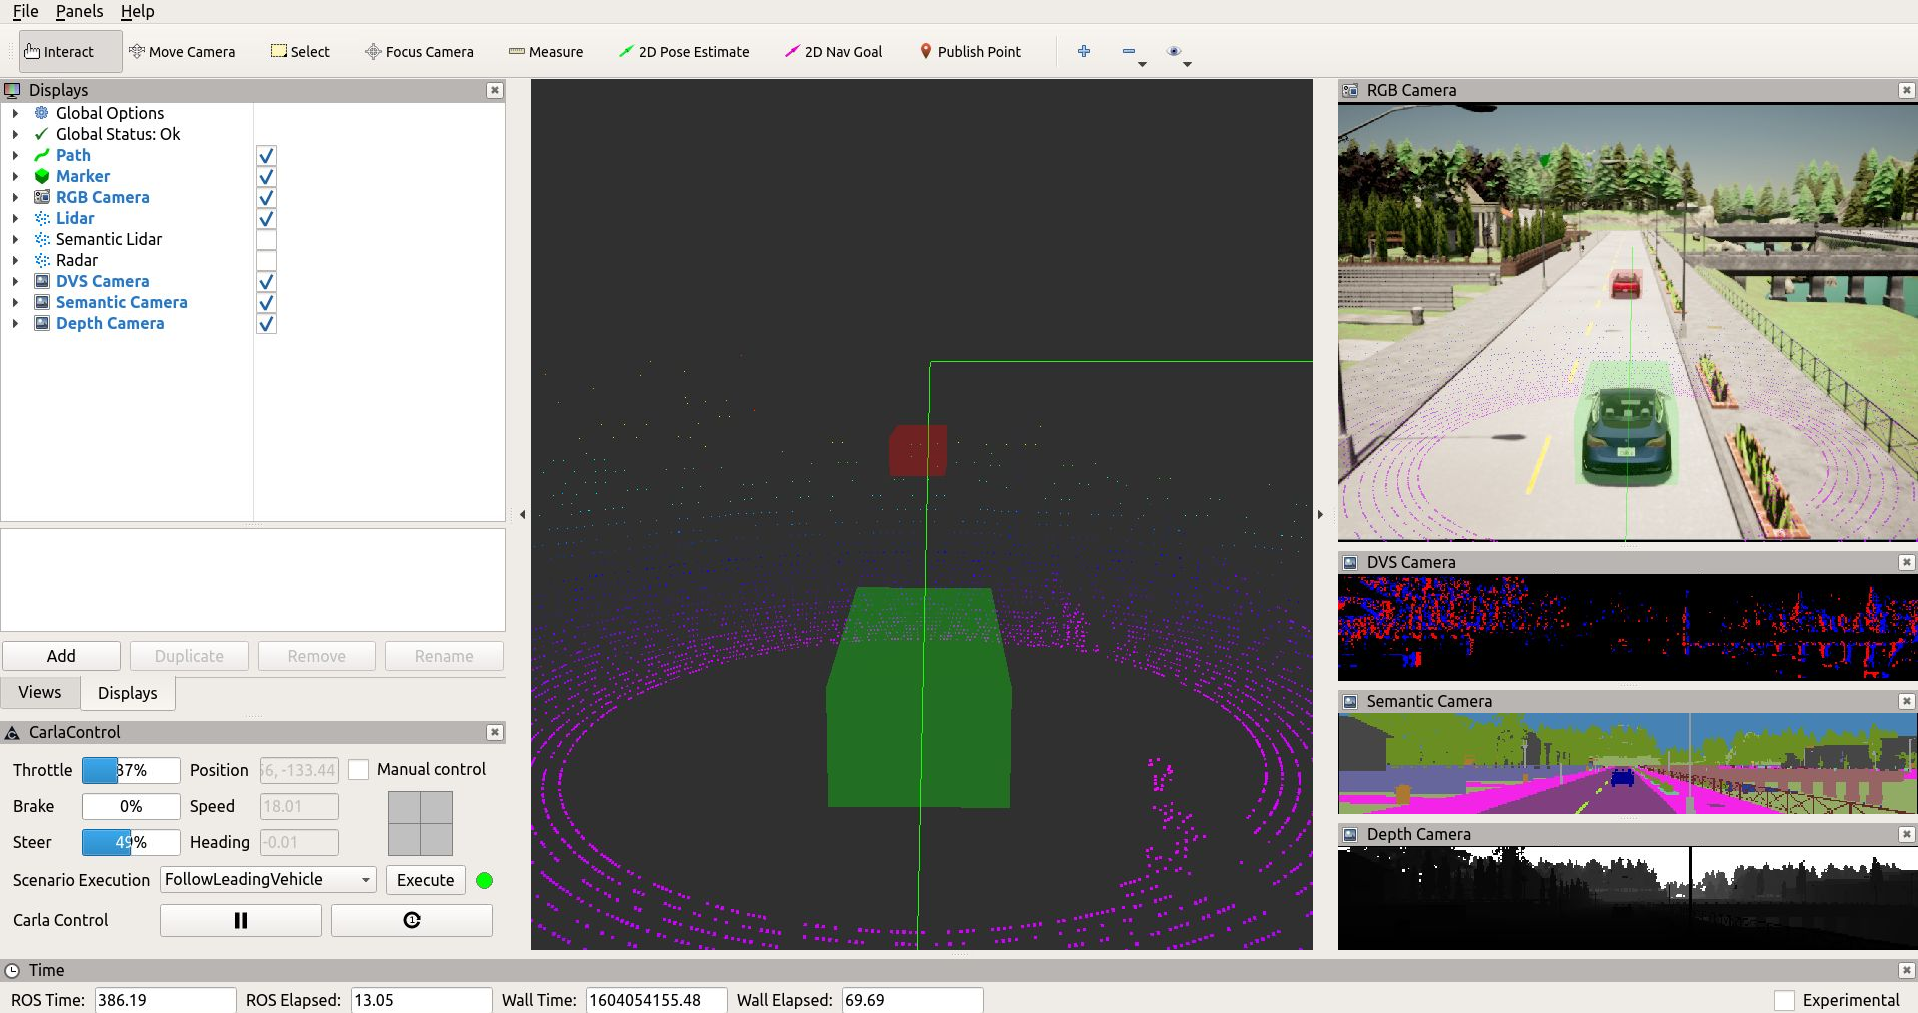 File Panels Help
Interact Move Camera Select Focus Camera Measure 2D Pose Estimate 2D Nav Goal Publish Point
Displays
Global Options
Global Status: Ok
Path
Marker
RGB Camera
Lidar
Semantic Lidar
Radar
DVS Camera
Semantic Camera
Depth Camera
Add Duplicate Remove Rename
Views Displays
CarlaControl
Throttle 37% Position 56, -133.44 Manual control
Brake 0% Speed 18.01
Steer 49% Heading -0.01
Scenario Execution FollowLeadingVehicle Execute
Carla Control 1
RGB Camera
DVS Camera
Semantic Camera
Depth Camera
Time
ROS Time: 386.19 ROS Elapsed: 13.05 Wall Time: 1604054155.48 Wall Elapsed: 69.69 Experimental